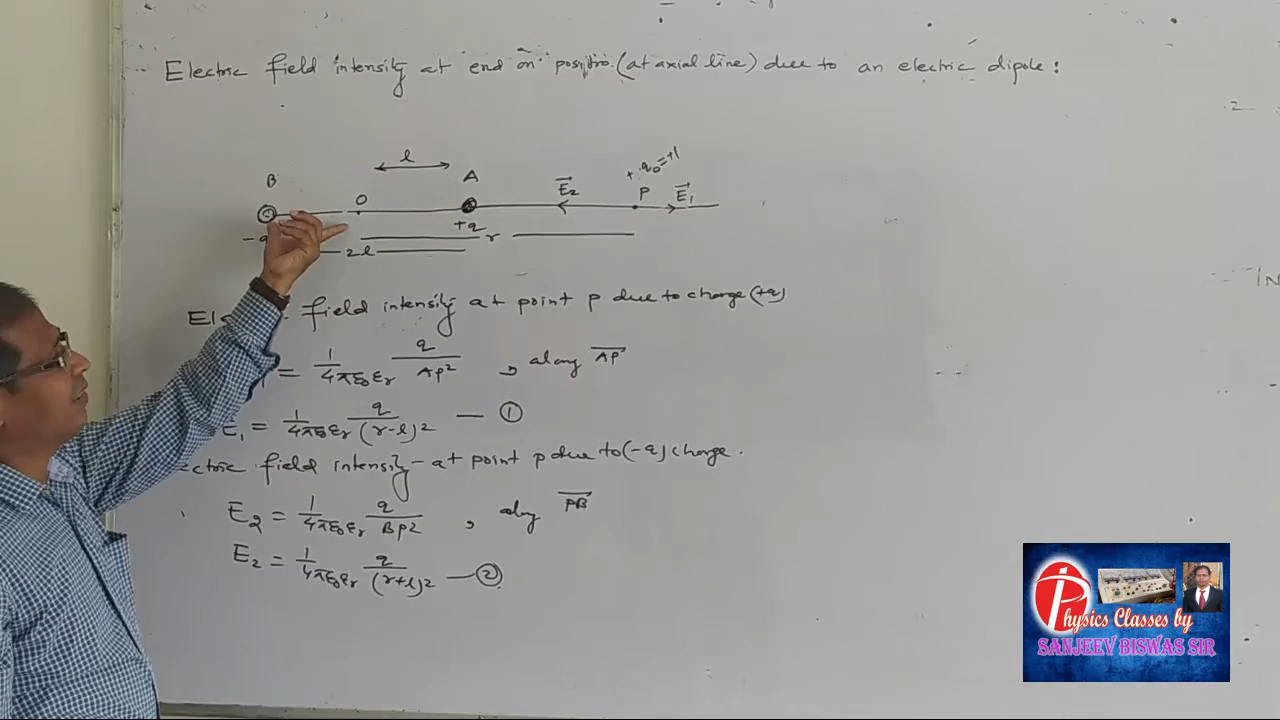 Electric field intensity at end on position (at axial line) due to an electric dipole :
l
+q₀=+1
B
O
A
E₂
P
E₁
-q
+q
r
2l
field intensity at point p due to charge (+q)
= 1/4πε₀εᵣ q/AP² , along AP
E₁ = 1/4πε₀εᵣ q/(r-l)² — ①
ectric field intensity at point p due to (-q) charge .
E₂ = 1/4πε₀εᵣ q/BP² , along PB
E₂ = 1/4πε₀εᵣ q/(r+l)² — ②
Physics Classes by
SANJEEV BISWAS SIR